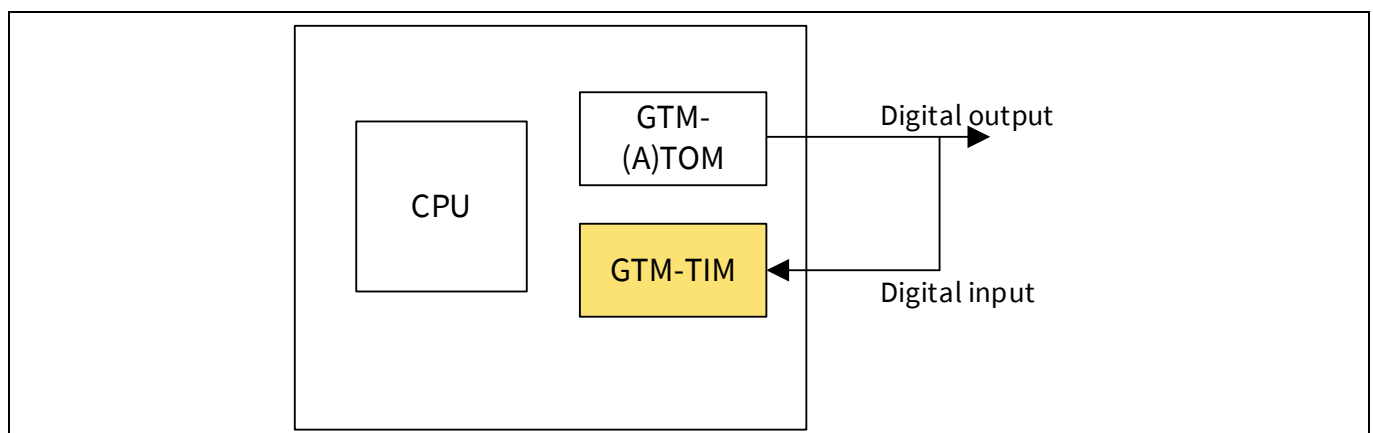 GTM-
(A)TOM
Digital output
CPU
GTM-TIM
Digital input